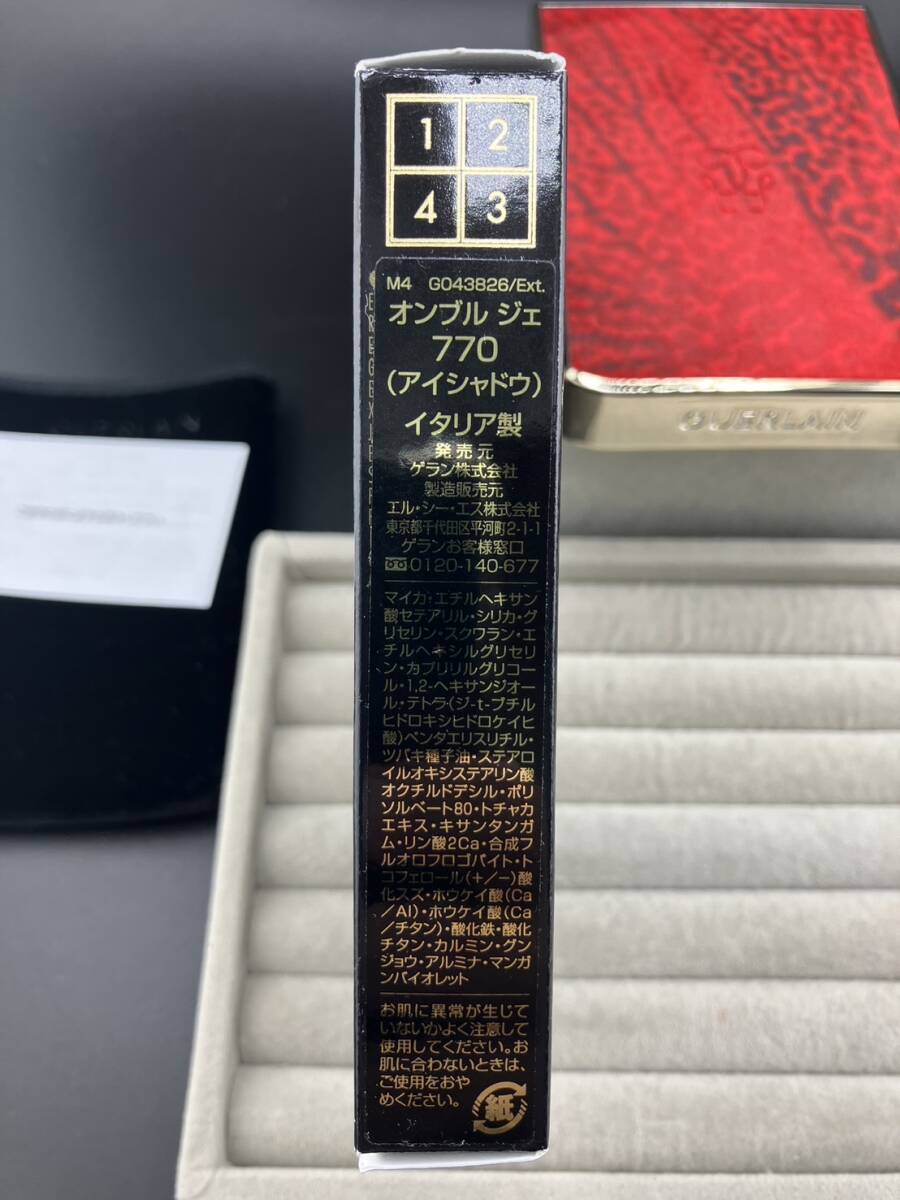 1 2
4 3
M4 G043826/Ext.
オンブル ジェ
770
(アイシャドウ)
イタリア製
発売元
ゲラン株式会社
製造販売元
エル・シー・エス株式会社
東京都千代田区平河町2-1-1
ゲランお客様窓口
0120-140-677
マイカ・エチルヘキサン
酸セテアリル・シリカ・グ
リセリン・スクワラン・エ
チルヘキシルグリセリ
ン・カプリリルグリコー
ル・1,2-ヘキサンジオー
ル・テトラ(ジ-t-ブチル
ヒドロキシヒドロケイヒ
酸)ペンタエリスリチル・
ツバキ種子油・ステアロ
イルオキシステアリン酸
オクチルドデシル・ポリ
ソルベート80・トチャカ
エキス・キサンタンガ
ム・リン酸2Ca・合成フ
ルオロフロゴパイト・ト
コフェロール(+/−)酸
化スズ・ホウケイ酸(Ca
/Al)・ホウケイ酸(Ca
/チタン)・酸化鉄・酸化
チタン・カルミン・グン
ジョウ・アルミナ・マンガ
ンバイオレット
お肌に異常が生じて
いないかよく注意して
使用してください。お
肌に合わないときは、
ご使用をおや
めください。
紙
GUERLAIN